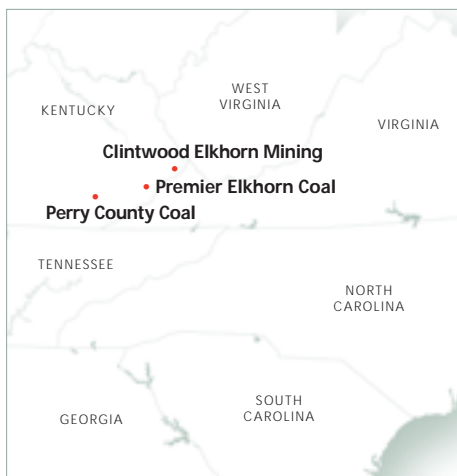 WEST
VIRGINIA
KENTUCKY
VIRGINIA
Clintwood Elkhorn Mining
Premier Elkhorn Coal
Perry County Coal
TENNESSEE
NORTH
CAROLINA
SOUTH
CAROLINA
GEORGIA